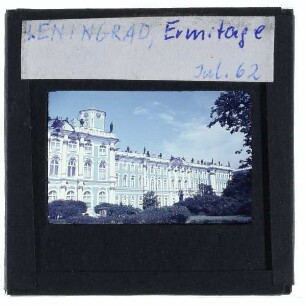 LENINGRAD, Ermitage
Jul. 62